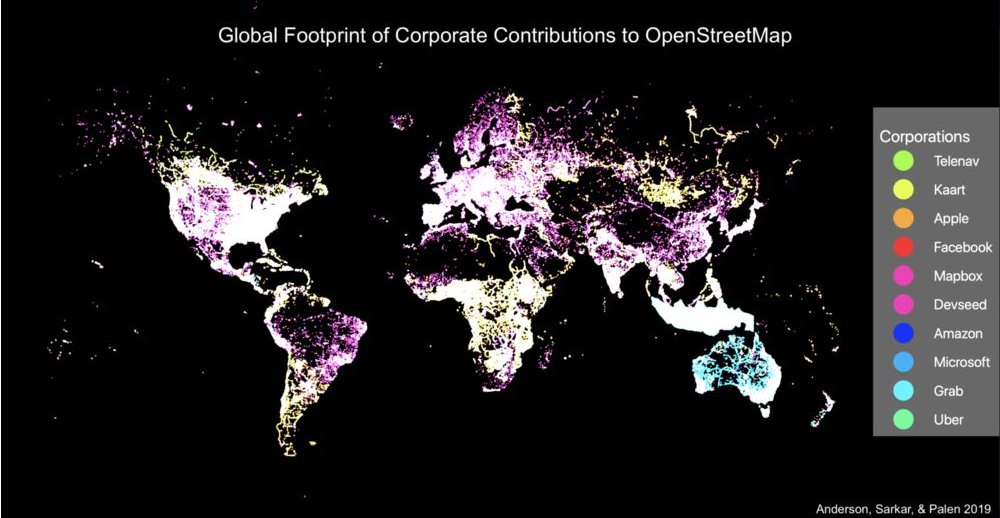 Global Footprint of Corporate Contributions to OpenStreetMap
Corporations
Telenav
Kaart
Apple
Facebook
Mapbox
Devseed
Amazon
Microsoft
Grab
Uber
Anderson, Sarkar, & Palen 2019